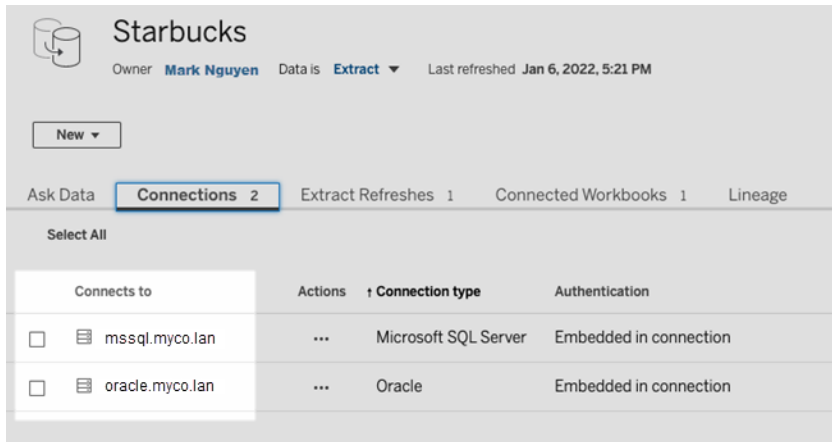 Starbucks
Owner Mark Nguyen Data is Extract Last refreshed Jan 6, 2022, 5:21 PM
New
Ask Data Connections 2 Extract Refreshes 1 Connected Workbooks 1 Lineage
Select All
Connects to Actions ↑ Connection type Authentication
mssql.myco.lan ••• Microsoft SQL Server Embedded in connection
oracle.myco.lan ••• Oracle Embedded in connection